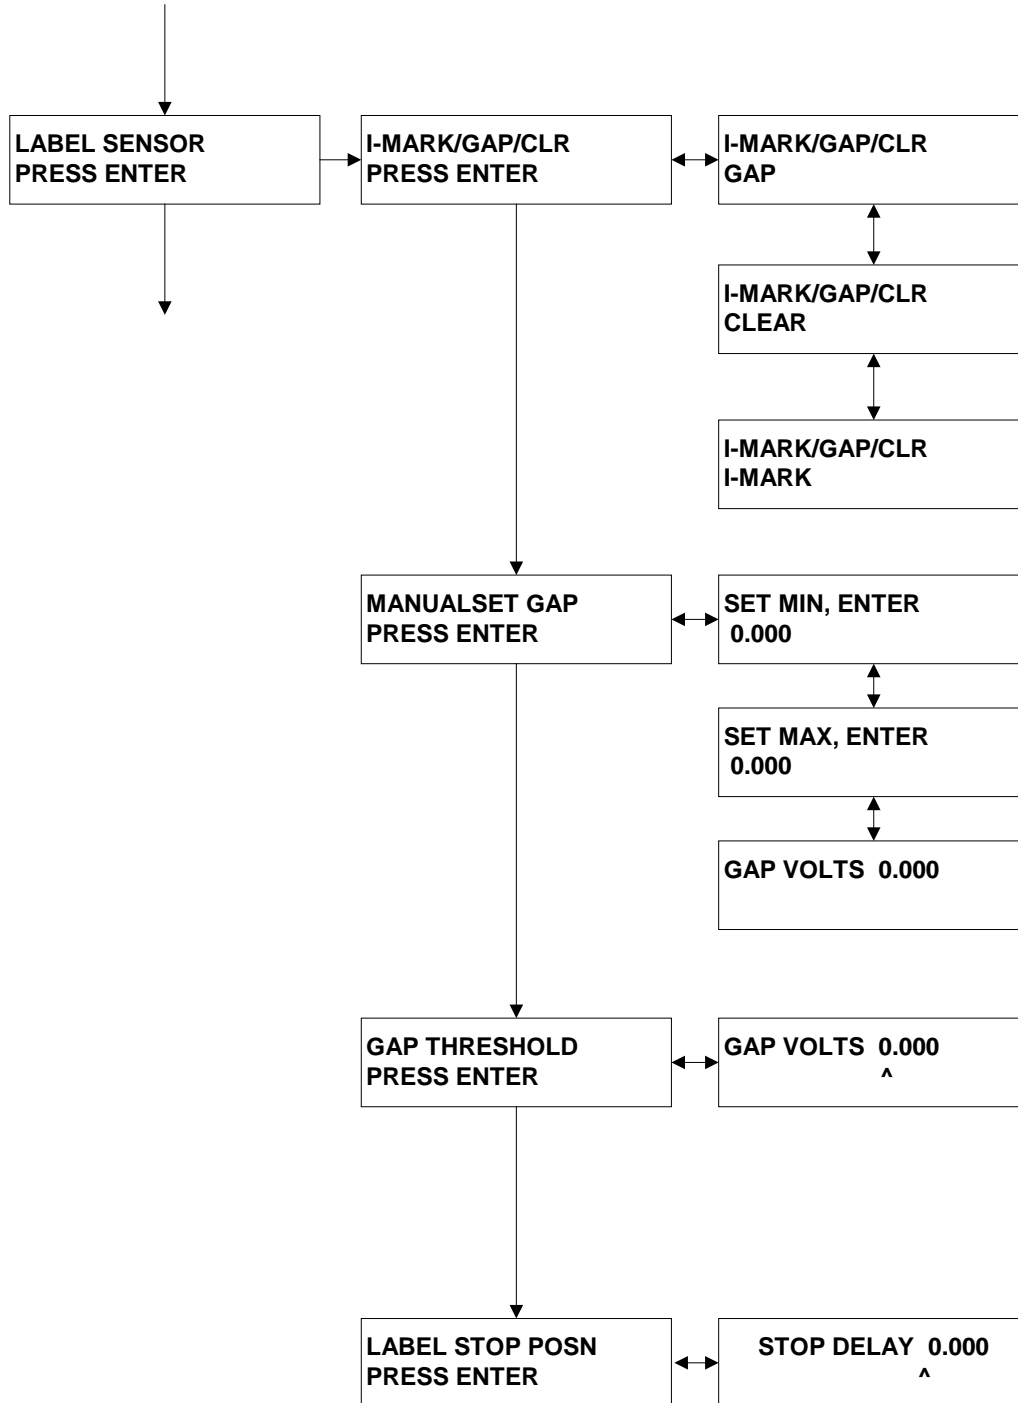 LABEL SENSOR
PRESS ENTER
I-MARK/GAP/CLR
PRESS ENTER
I-MARK/GAP/CLR
GAP
I-MARK/GAP/CLR
CLEAR
I-MARK/GAP/CLR
I-MARK
MANUALSET GAP
PRESS ENTER
SET MIN, ENTER
0.000
SET MAX, ENTER
0.000
GAP VOLTS 0.000
GAP THRESHOLD
PRESS ENTER
GAP VOLTS 0.000
^
LABEL STOP POSN
PRESS ENTER
STOP DELAY 0.000
^